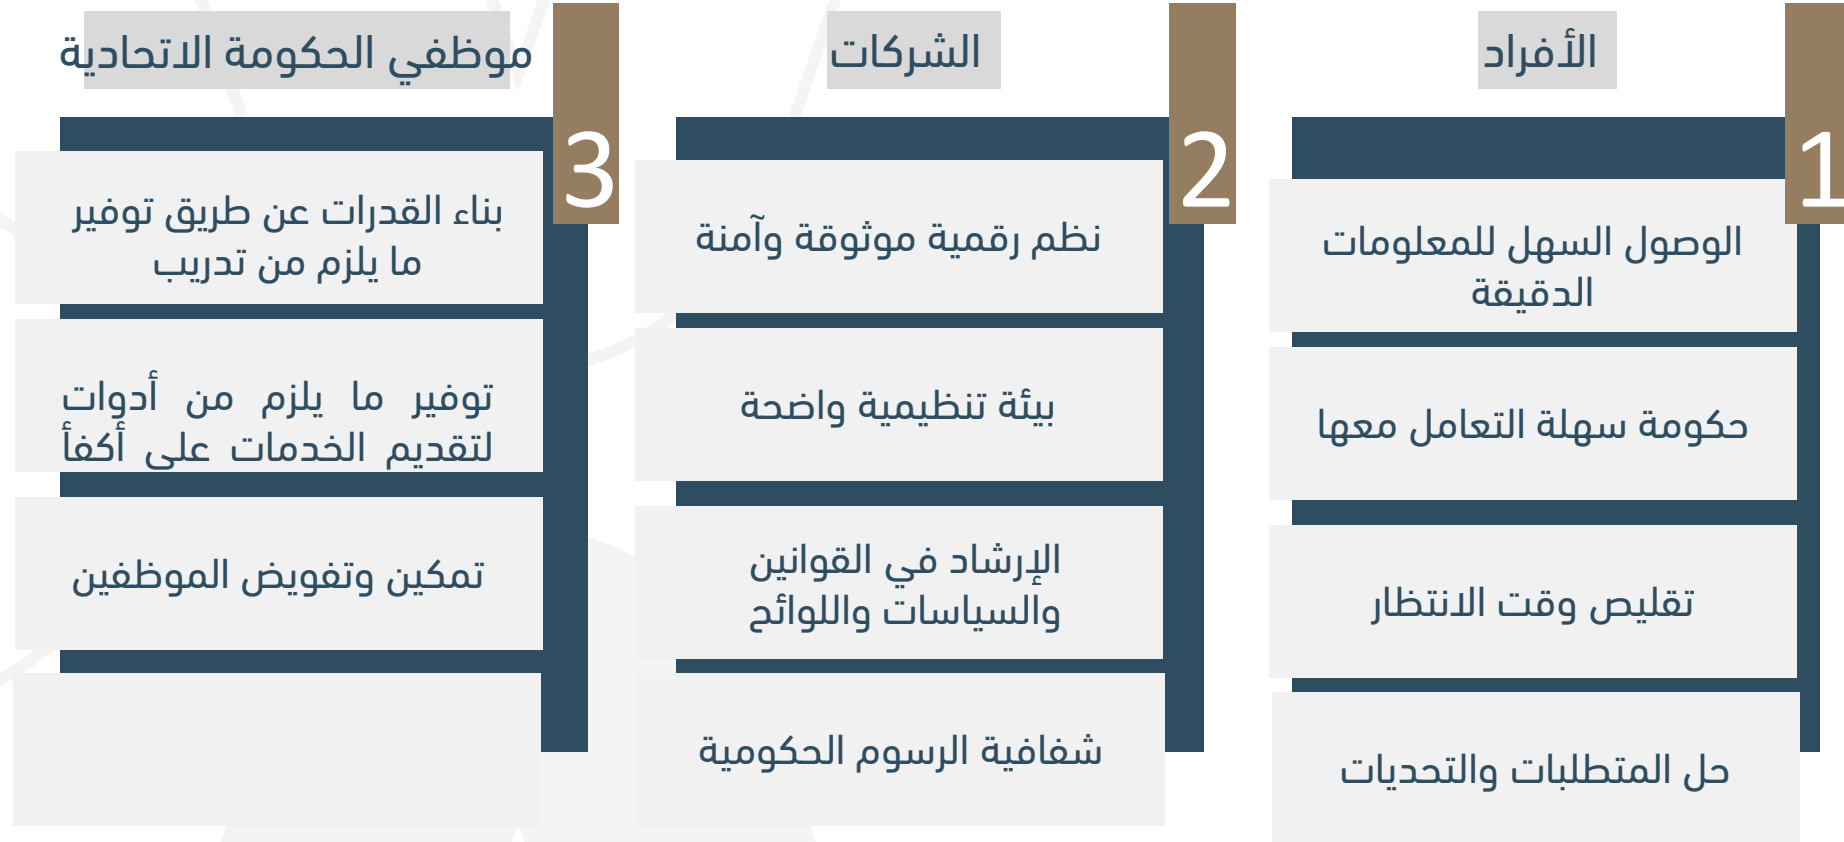 الأفراد
1
الوصول السهل للمعلومات
الدقيقة
حكومة سهلة التعامل معها
تقليص وقت الانتظار
حل المتطلبات والتحديات
الشركات
2
نظم رقمية موثوقة وآمنة
بيئة تنظيمية واضحة
الإرشاد في القوانين
والسياسات واللوائح
شفافية الرسوم الحكومية
موظفي الحكومة الاتحادية
3
بناء القدرات عن طريق توفير
ما يلزم من تدريب
توفير ما يلزم من أدوات
لتقديم الخدمات على أكفأ
تمكين وتفويض الموظفين